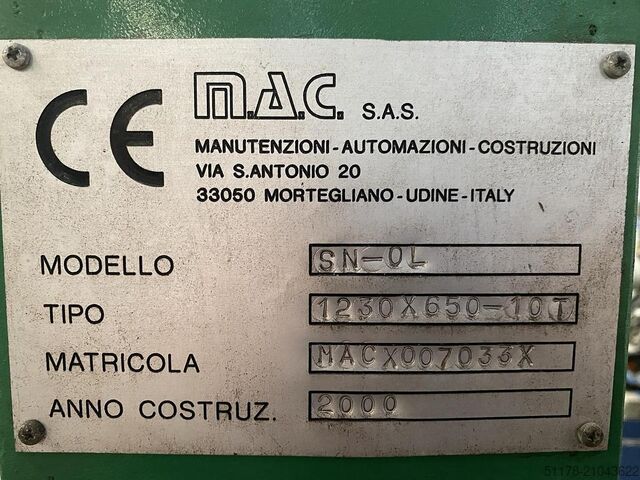 CE
M.A.C. S.A.S.
MANUTENZIONI-AUTOMAZIONI-COSTRUZIONI
VIA S.ANTONIO 20
33050 MORTEGLIANO-UDINE-ITALY
MODELLO SN-OL
TIPO 1230X650-10T
MATRICOLA MACX007033X
ANNO COSTRUZ. 2000
51178-21043622